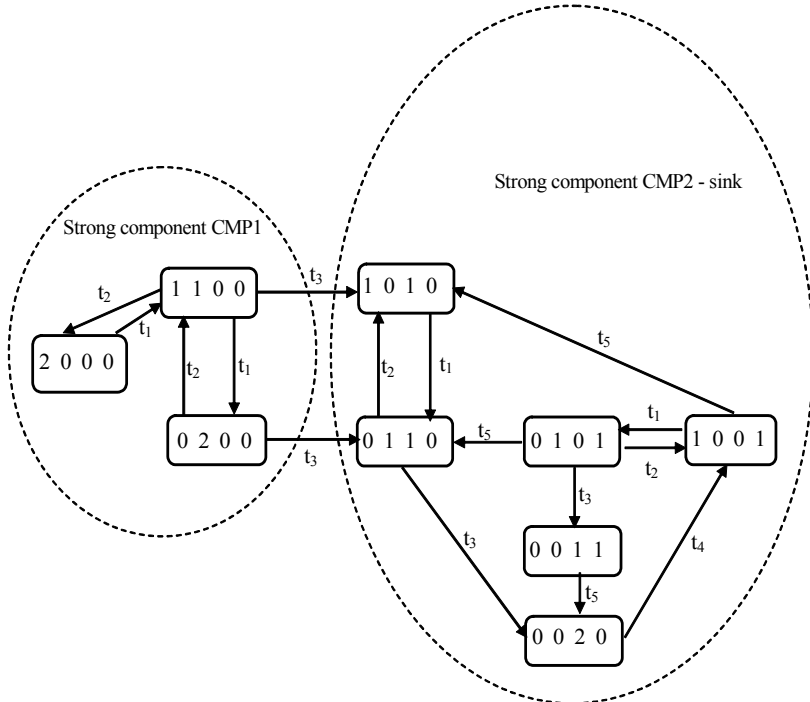 Strong component CMP2 - sink
Strong component CMP1
t₃
1 1 0 0
1 0 1 0
t₂
t₁
2 0 0 0
t₂
t₁
t₂
t₁
t₅
0 2 0 0
t₃
0 1 1 0
t₅
0 1 0 1
t₁
t₂
1 0 0 1
t₃
t₃
0 0 1 1
t₄
t₅
0 0 2 0